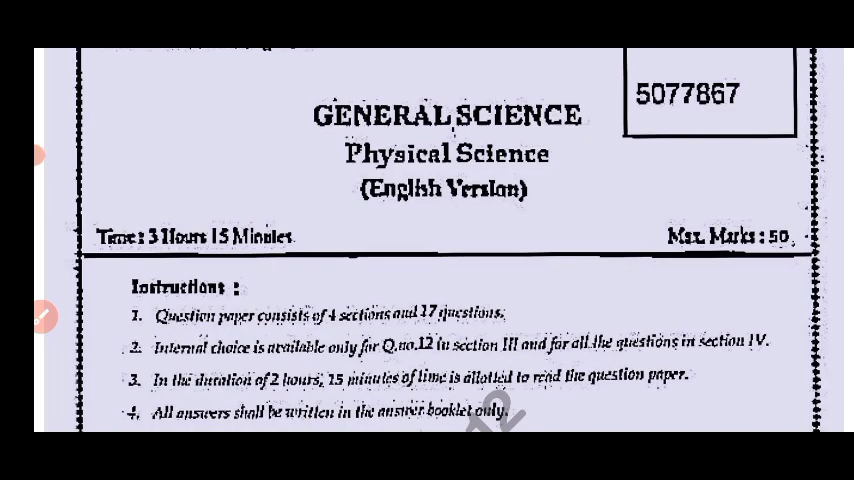 5077867
GENERAL SCIENCE
Physical Science
(English Version)
Time : 3 Hours 15 Minutes
Max. Marks : 50
Instructions :
1. Question paper consists of 4 sections and 17 questions.
2. Internal choice is available only for Q.no.12 in section III and for all the questions in section IV.
3. In the duration of 2 hours, 15 minutes of time is allotted to read the question paper.
4. All answers shall be written in the answer booklet only.
12